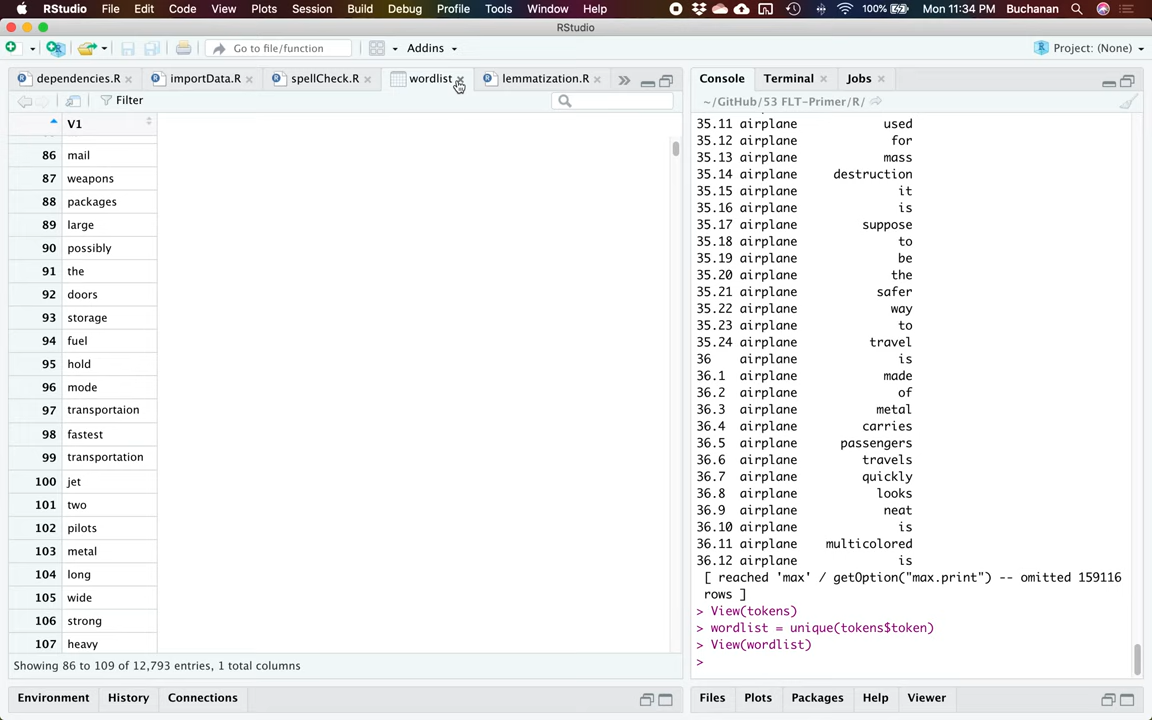 RStudio File Edit Code View Plots Session Build Debug Profile Tools Window Help 100% Mon 11:34 PM Buchanan
RStudio
Go to file/function Addins Project: (None)
dependencies.R importData.R spellCheck.R wordlist lemmatization.R
Filter
V1
86 mail
87 weapons
88 packages
89 large
90 possibly
91 the
92 doors
93 storage
94 fuel
95 hold
96 mode
97 transportaion
98 fastest
99 transportation
100 jet
101 two
102 pilots
103 metal
104 long
105 wide
106 strong
107 heavy
Showing 86 to 109 of 12,793 entries, 1 total columns
Environment History Connections
Console Terminal Jobs
~/GitHub/53 FLT-Primer/R/
35.11 airplane used
35.12 airplane for
35.13 airplane mass
35.14 airplane destruction
35.15 airplane it
35.16 airplane is
35.17 airplane suppose
35.18 airplane to
35.19 airplane be
35.20 airplane the
35.21 airplane safer
35.22 airplane way
35.23 airplane to
35.24 airplane travel
36 airplane is
36.1 airplane made
36.2 airplane of
36.3 airplane metal
36.4 airplane carries
36.5 airplane passengers
36.6 airplane travels
36.7 airplane quickly
36.8 airplane looks
36.9 airplane neat
36.10 airplane is
36.11 airplane multicolored
36.12 airplane is
[ reached 'max' / getOption("max.print") -- omitted 159116
rows ]
> View(tokens)
> wordlist = unique(tokens$token)
> View(wordlist)
>
Files Plots Packages Help Viewer